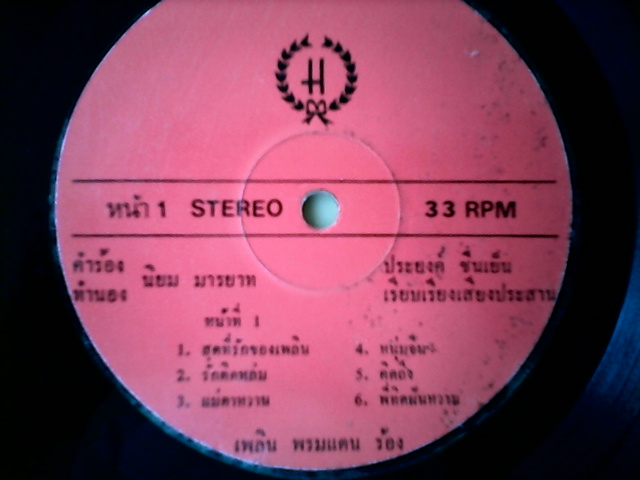 H
หน้า 1 STEREO 33 RPM
คำร้อง
ทำนอง นิยม มารยาท
ประยงค์ ชื่นเย็น
เรียบเรียงเสียงประสาน
หน้าที่ 1
1. สุดที่รักของเพลิน
2. รักติดหล่ม
3. แม่ตาหวาน
4. หนุ่ม
5. คิดถึง
6. พี่ติดฝันหวาน
เพลิน พรมแดน ร้อง